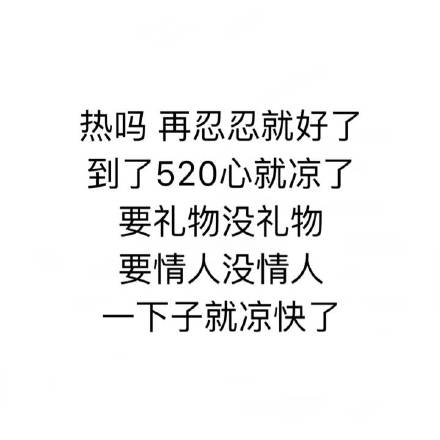 热吗 再忍忍就好了
到了520心就凉了
要礼物没礼物
要情人没情人
一下子就凉快了